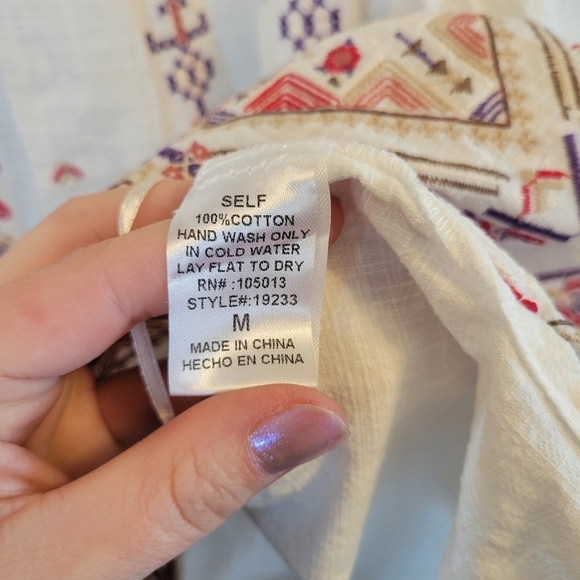 SELF
100%COTTON
HAND WASH ONLY
IN COLD WATER
LAY FLAT TO DRY
RN# :105013
STYLE#:19233
M
MADE IN CHINA
HECHO EN CHINA